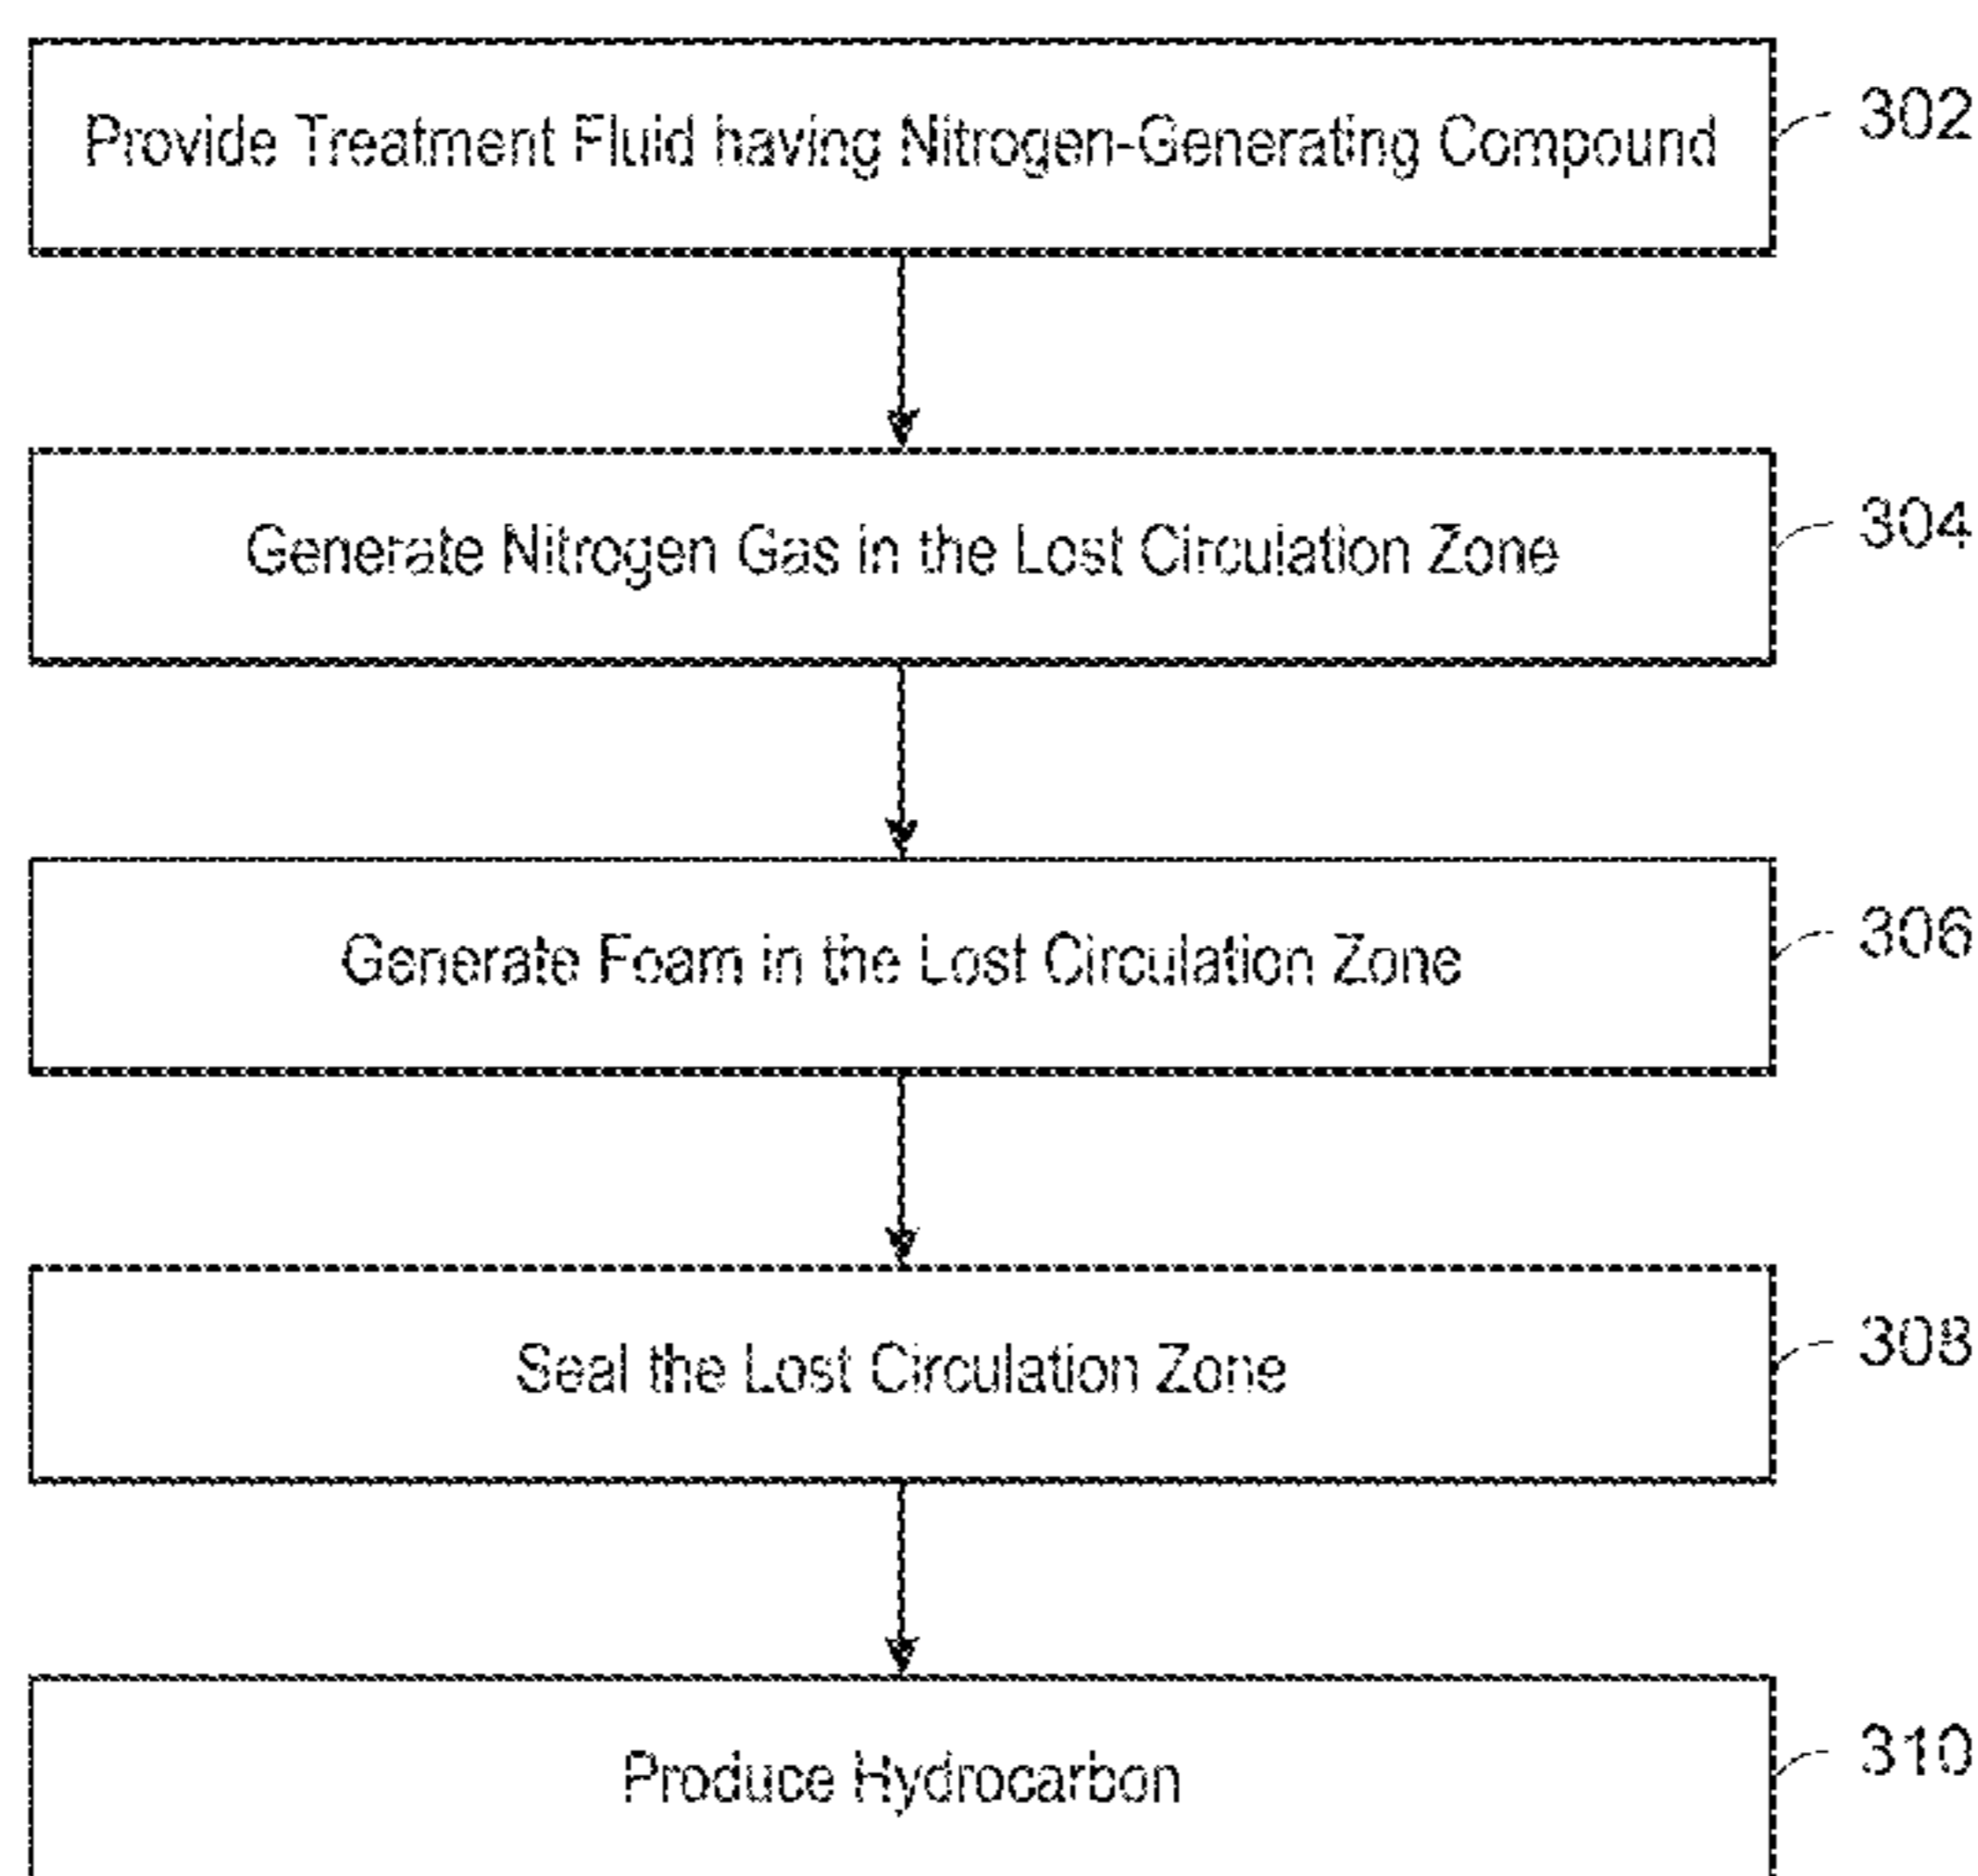 Provide Treatment Fluid having Nitrogen-Generating Compound 302
Generate Nitrogen Gas in the Lost Circulation Zone 304
Generate Foam in the Lost Circulation Zone 306
Seal the Lost Circulation Zone 308
Produce Hydrocarbon 310